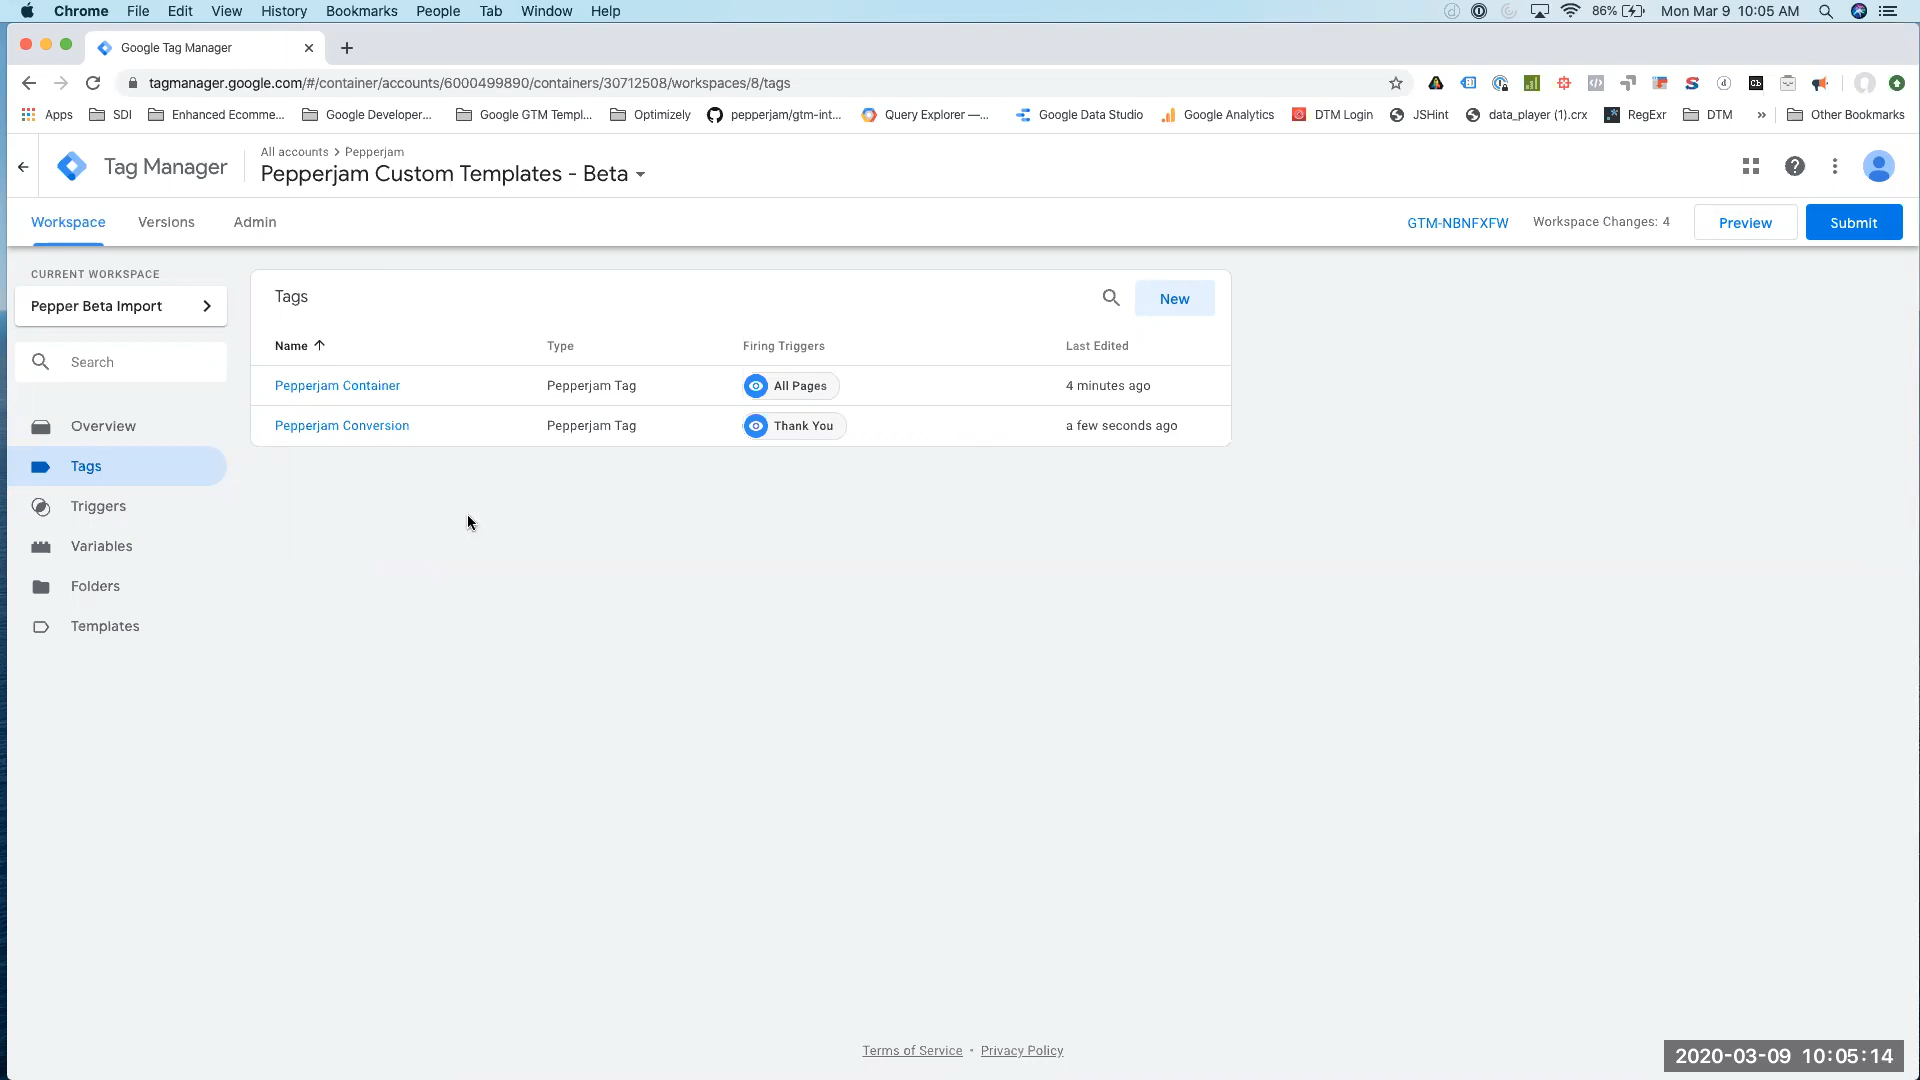 Chrome File Edit View History Bookmarks People Tab Window Help 86% Mon Mar 9 10:05 AM
Google Tag Manager
tagmanager.google.com/#/container/accounts/6000499890/containers/30712508/workspaces/8/tags
Apps SDI Enhanced Ecomme... Google Developer... Google GTM Templ... Optimizely pepperjam/gtm-int... Query Explorer —... Google Data Studio Google Analytics DTM Login JSHint data_player (1).crx RegExr DTM » Other Bookmarks
Tag Manager
All accounts > Pepperjam
Pepperjam Custom Templates - Beta
Workspace Versions Admin GTM-NBNFXFW Workspace Changes: 4 Preview Submit
CURRENT WORKSPACE
Pepper Beta Import
Search
Overview
Tags
Triggers
Variables
Folders
Templates
Tags New
Name Type Firing Triggers Last Edited
Pepperjam Container Pepperjam Tag All Pages 4 minutes ago
Pepperjam Conversion Pepperjam Tag Thank You a few seconds ago
Terms of Service · Privacy Policy
2020-03-09 10:05:14